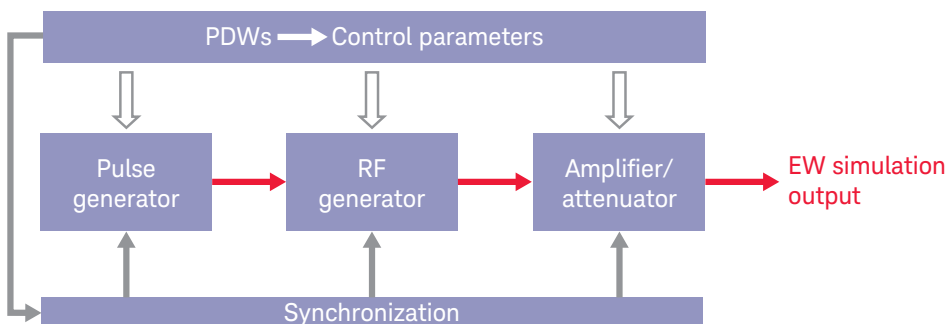 PDWs Control parameters
Pulse
generator
RF
generator
Amplifier/
attenuator
EW simulation
output
Synchronization